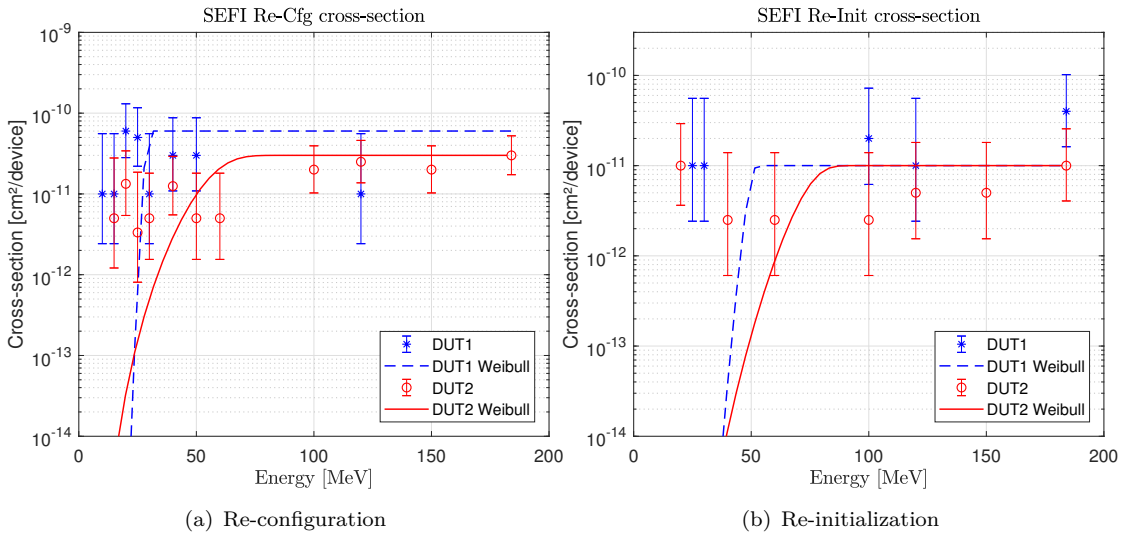 SEFI Re-Cfg cross-section
10⁻⁹
10⁻¹⁰
10⁻¹¹
10⁻¹²
10⁻¹³
10⁻¹⁴
Cross-section [cm²/device]
0 50 100 150 200
Energy [MeV]
DUT1
DUT1 Weibull
DUT2
DUT2 Weibull
(a) Re-configuration
SEFI Re-Init cross-section
10⁻¹⁰
10⁻¹¹
10⁻¹²
10⁻¹³
10⁻¹⁴
Cross-section [cm²/device]
0 50 100 150 200
Energy [MeV]
DUT1
DUT1 Weibull
DUT2
DUT2 Weibull
(b) Re-initialization